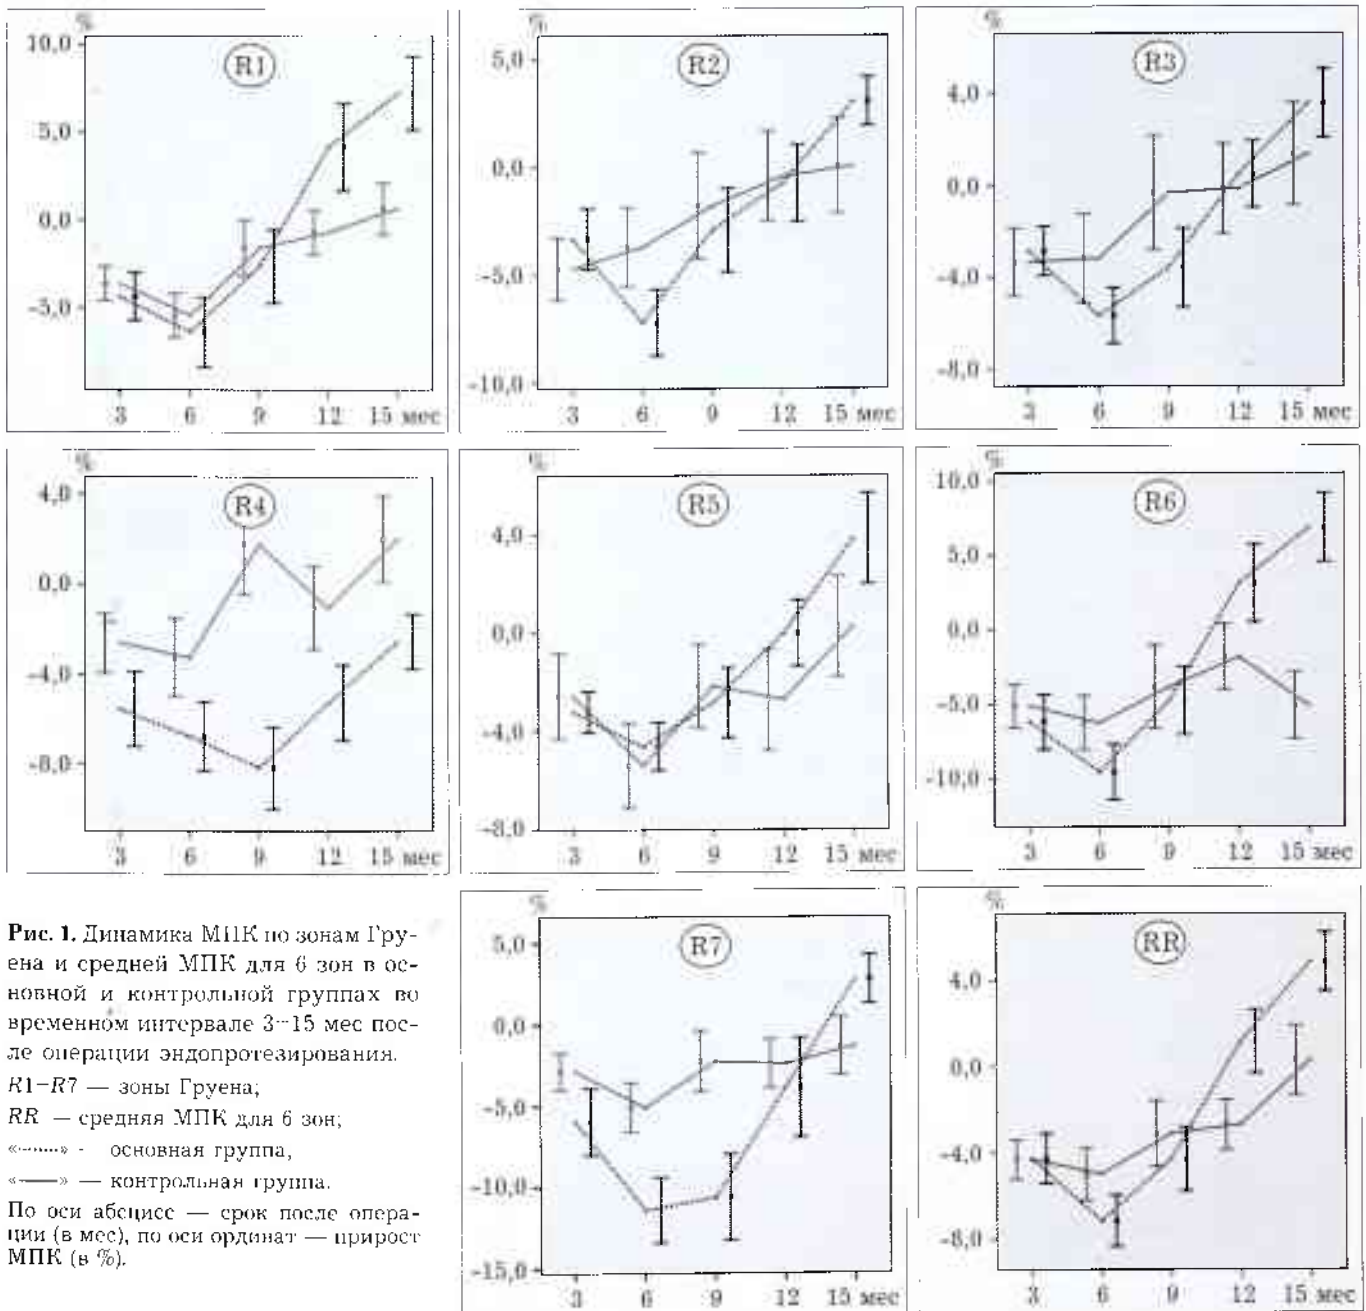 %
10,0
5,0
0,0
-5,0
R1
3 6 9 12 15 мес
%
5,0
0,0
-5,0
-10,0
R2
3 6 9 12 15 мес
%
4,0
0,0
-4,0
-8,0
R3
3 6 9 12 15 мес
%
4,0
0,0
-4,0
-8,0
R4
3 6 9 12 15 мес
%
4,0
0,0
-4,0
-8,0
R5
3 6 9 12 15 мес
%
10,0
5,0
0,0
-5,0
-10,0
R6
3 6 9 12 15 мес
Рис. 1. Динамика МПК по зонам Гру-
ена и средней МПК для 6 зон в ос-
новной и контрольной группах во
временном интервале 3–15 мес пос-
ле операции эндопротезирования.
R1–R7 — зоны Груена;
RR — средняя МПК для 6 зон;
«·······» - основная группа,
«——» — контрольная группа.
По оси абсцисс — срок после опера-
ции (в мес), по оси ординат — прирост
МПК (в %).
%
5,0
0,0
-5,0
-10,0
-15,0
R7
3 6 9 12 15 мес
%
4,0
0,0
-4,0
-8,0
RR
3 6 9 12 15 мес